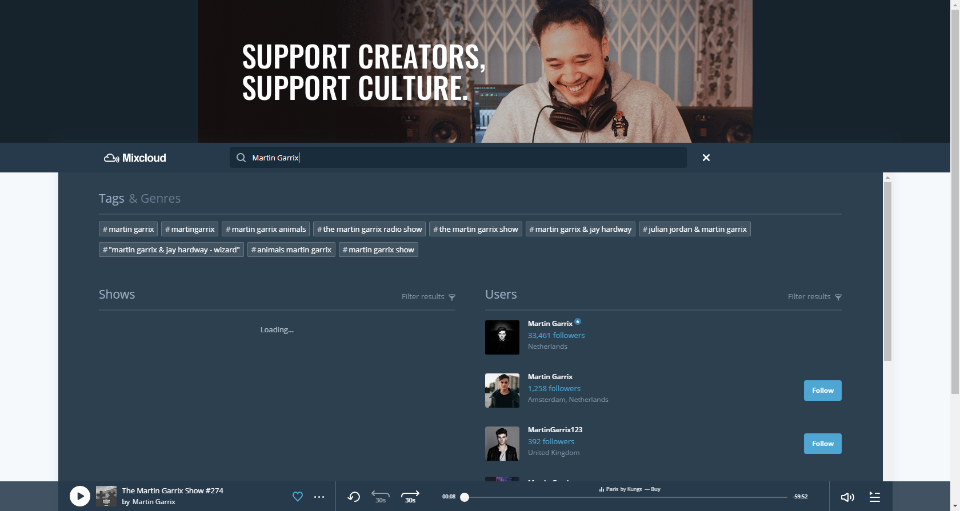 SUPPORT CREATORS,
SUPPORT CULTURE.
Mixcloud
Martin Garrix
Tags & Genres
#martin garrix #martingarrix #martin garrix animals #the martin garrix radio show #the martin garrix show #martin garrix & jay hardway #julian jordan & martin garrix
#"martin garrix & jay hardway - wizard" #animals martin garrix #martin garrix show
Shows
Filter results
Loading...
Users
Filter results
Martin Garrix
33,461 followers
Netherlands
Martin Garrix
1,258 followers
Amsterdam, Netherlands
Follow
MartinGarrix123
392 followers
United Kingdom
Follow
The Martin Garrix Show #274
by Martin Garrix
30s
30s
00:08
Paris by Kungs — Buy
-59:52